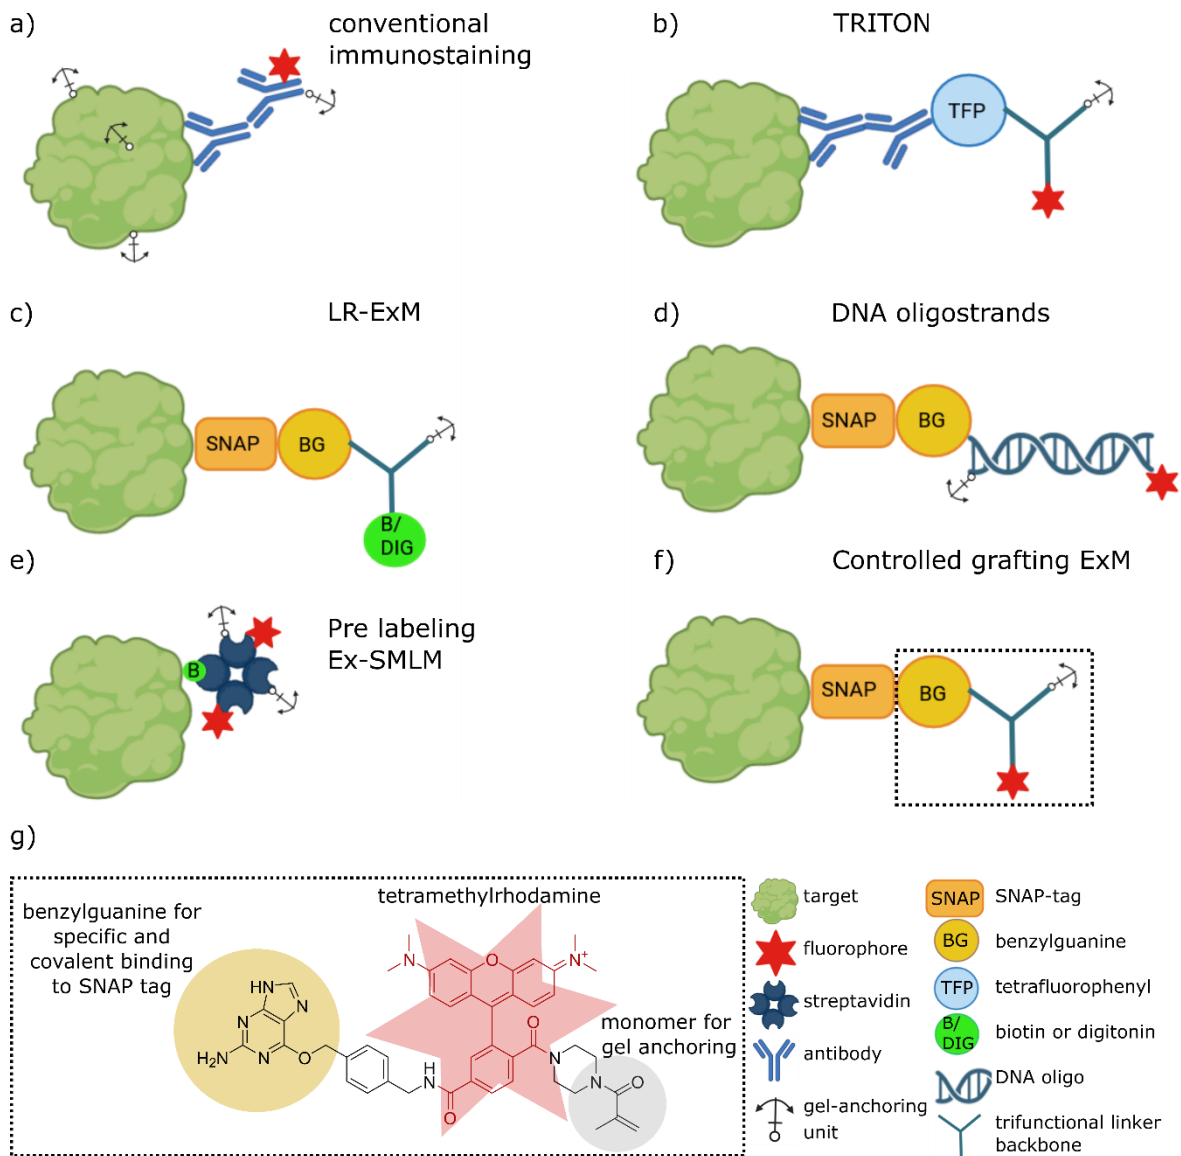 a)
conventional
immunostaining
b)
TRITON
TFP
c)
LR-ExM
SNAP
BG
B/
DIG
d)
DNA oligostrands
SNAP
BG
e)
Pre labeling
Ex-SMLM
B
f)
Controlled grafting ExM
SNAP
BG
g)
benzylguanine for
specific and
covalent binding
to SNAP tag
tetramethylrhodamine
monomer for
gel anchoring
N
O
N+
HN
N
N
N
H2N
O
NH
O
O
N
N
O
target
fluorophore
streptavidin
antibody
gel-anchoring
unit
SNAP
SNAP-tag
BG
benzylguanine
TFP
tetrafluorophenyl
B/
DIG
biotin or digitonin
DNA oligo
trifunctional linker
backbone